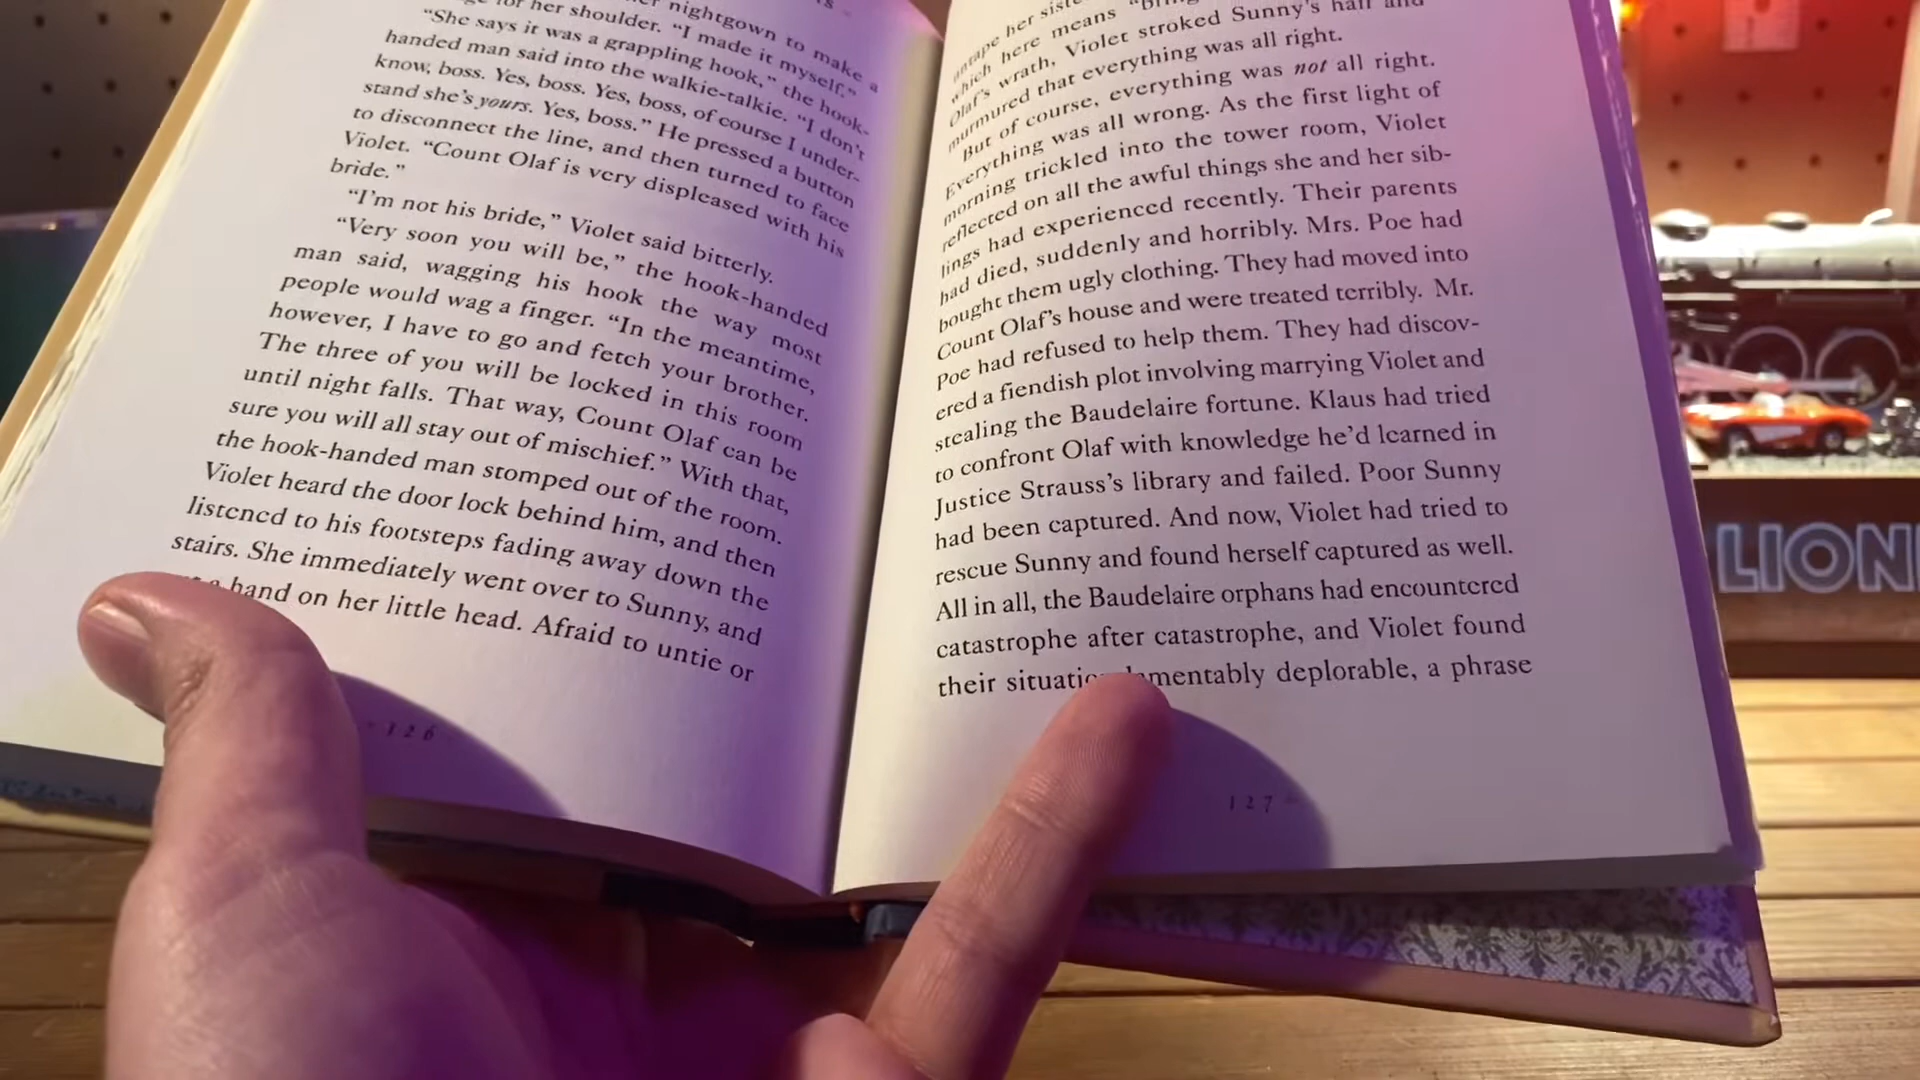 nightgown to make a
for her shoulder. “I made it myself.”
“She says it was a grappling hook,” the hook-
handed man said into the walkie-talkie. “I don’t
know, boss. Yes, boss. Yes, boss, of course I under-
stand she’s yours. Yes, boss.” He pressed a button
to disconnect the line, and then turned to face
Violet. “Count Olaf is very displeased with his
bride.”
“I’m not his bride,” Violet said bitterly.
“Very soon you will be,” the hook-handed
man said, wagging his hook the way most
people would wag a finger. “In the meantime,
however, I have to go and fetch your brother.
The three of you will be locked in this room
until night falls. That way, Count Olaf can be
sure you will all stay out of mischief.” With that,
the hook-handed man stomped out of the room.
Violet heard the door lock behind him, and then
listened to his footsteps fading away down the
stairs. She immediately went over to Sunny, and
a hand on her little head. Afraid to untie or
126
her
which here means
Olaf’s wrath, Violet stroked Sunny’s hair and
murmured that everything was all right.
But of course, everything was not all right.
Everything was all wrong. As the first light of
morning trickled into the tower room, Violet
reflected on all the awful things she and her sib-
lings had experienced recently. Their parents
had died, suddenly and horribly. Mrs. Poe had
bought them ugly clothing. They had moved into
Count Olaf’s house and were treated terribly. Mr.
Poe had refused to help them. They had discov-
ered a fiendish plot involving marrying Violet and
stealing the Baudelaire fortune. Klaus had tried
to confront Olaf with knowledge he’d learned in
Justice Strauss’s library and failed. Poor Sunny
had been captured. And now, Violet had tried to
rescue Sunny and found herself captured as well.
All in all, the Baudelaire orphans had encountered
catastrophe after catastrophe, and Violet found
their situation lamentably deplorable, a phrase
127
LION